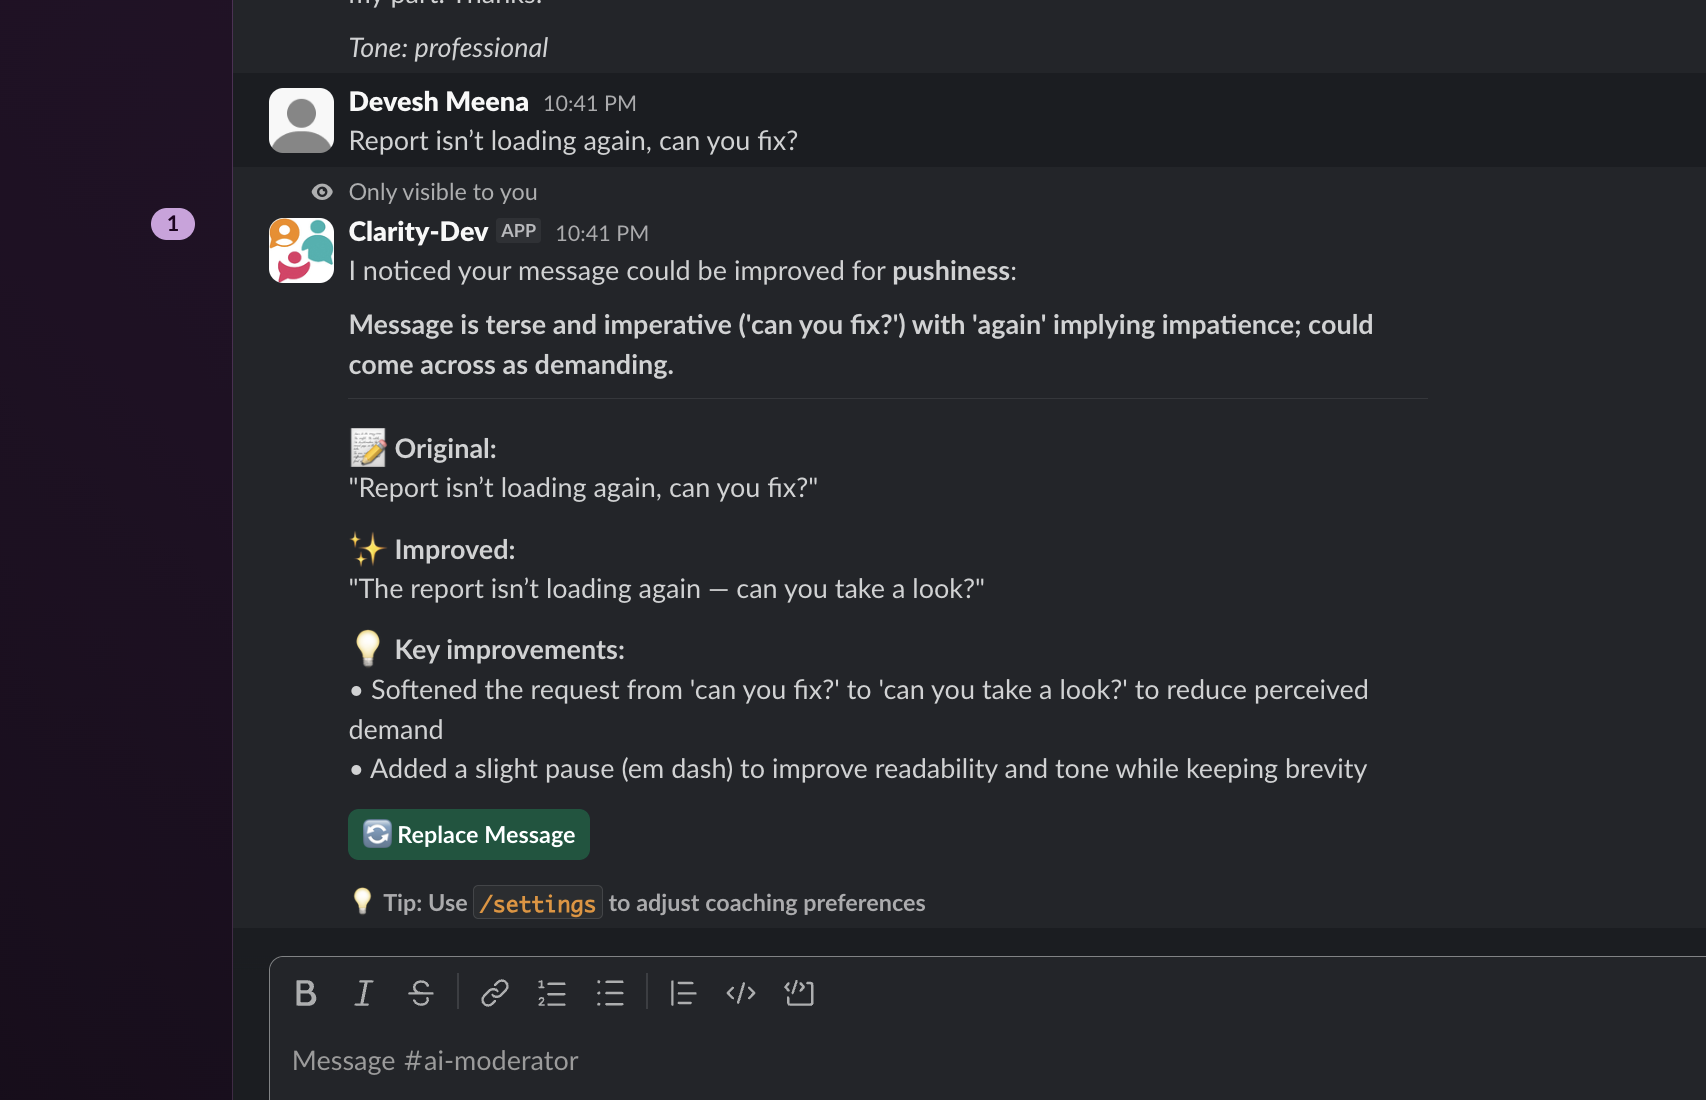 my part. Thanks!
Tone: professional
Devesh Meena 10:41 PM
Report isn’t loading again, can you fix?
Only visible to you
1
Clarity-Dev APP 10:41 PM
I noticed your message could be improved for pushiness:
Message is terse and imperative ('can you fix?') with 'again' implying impatience; could
come across as demanding.
Original:
"Report isn’t loading again, can you fix?"
Improved:
"The report isn’t loading again — can you take a look?"
Key improvements:
• Softened the request from 'can you fix?' to 'can you take a look?' to reduce perceived
demand
• Added a slight pause (em dash) to improve readability and tone while keeping brevity
Replace Message
Tip: Use /settings to adjust coaching preferences
Message #ai-moderator